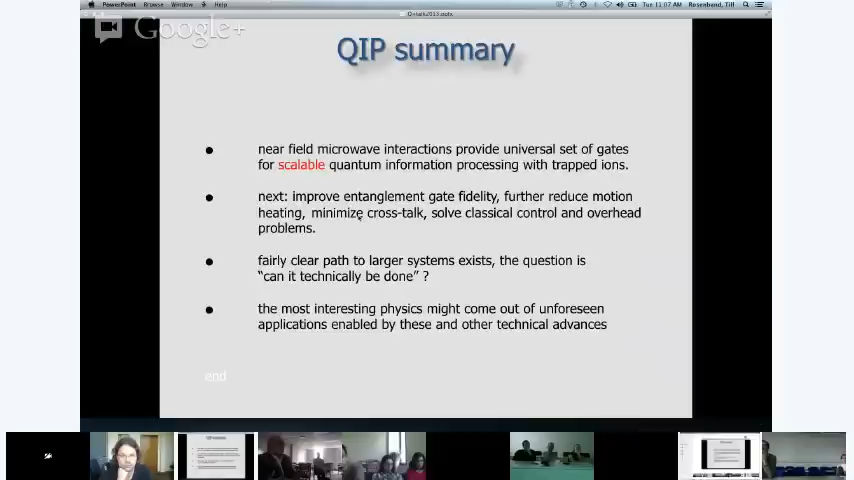 PowerPoint Browse Window Help
Tue 11:07 AM Rosenband, Till
Google+
QIP summary
near field microwave interactions provide universal set of gates
for scalable quantum information processing with trapped ions.
next: improve entanglement gate fidelity, further reduce motion
heating, minimize cross-talk, solve classical control and overhead
problems.
fairly clear path to larger systems exists, the question is
“can it technically be done” ?
the most interesting physics might come out of unforeseen
applications enabled by these and other technical advances
end